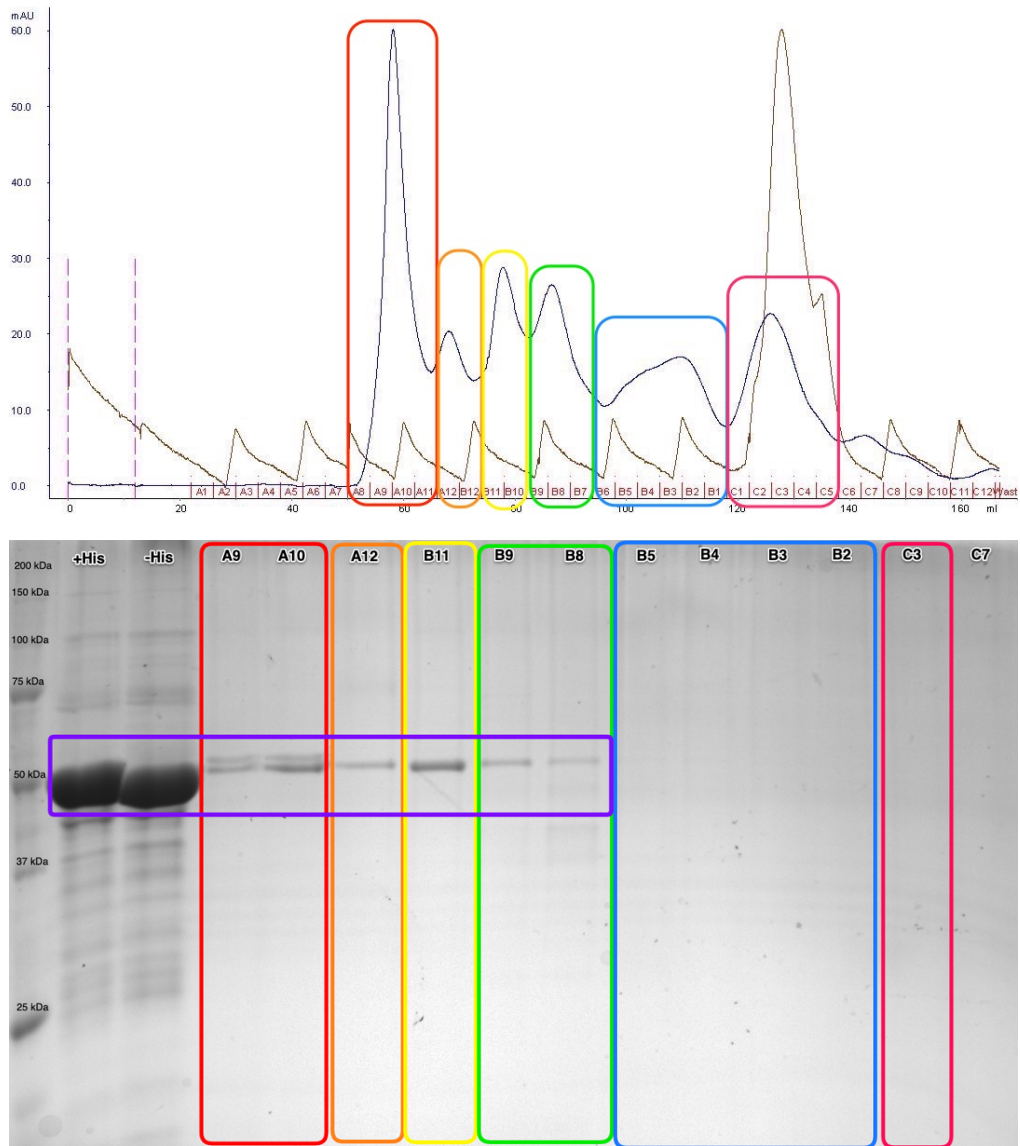 mAU
60.0
50.0
40.0
30.0
20.0
10.0
0.0
A1 A2 A3 A4 A5 A6 A7 A8 A9 A10 A11 A12 B12 B11 B10 B9 B8 B7 B6 B5 B4 B3 B2 B1 C1 C2 C3 C4 C5 C6 C7 C8 C9 C10 C11 C12 Wast
0 20 40 60 80 100 120 140 160 ml
+His -His A9 A10 A12 B11 B9 B8 B5 B4 B3 B2 C3 C7
200 kDa
150 kDa
100 kDa
75 kDa
50 kDa
37 kDa
25 kDa